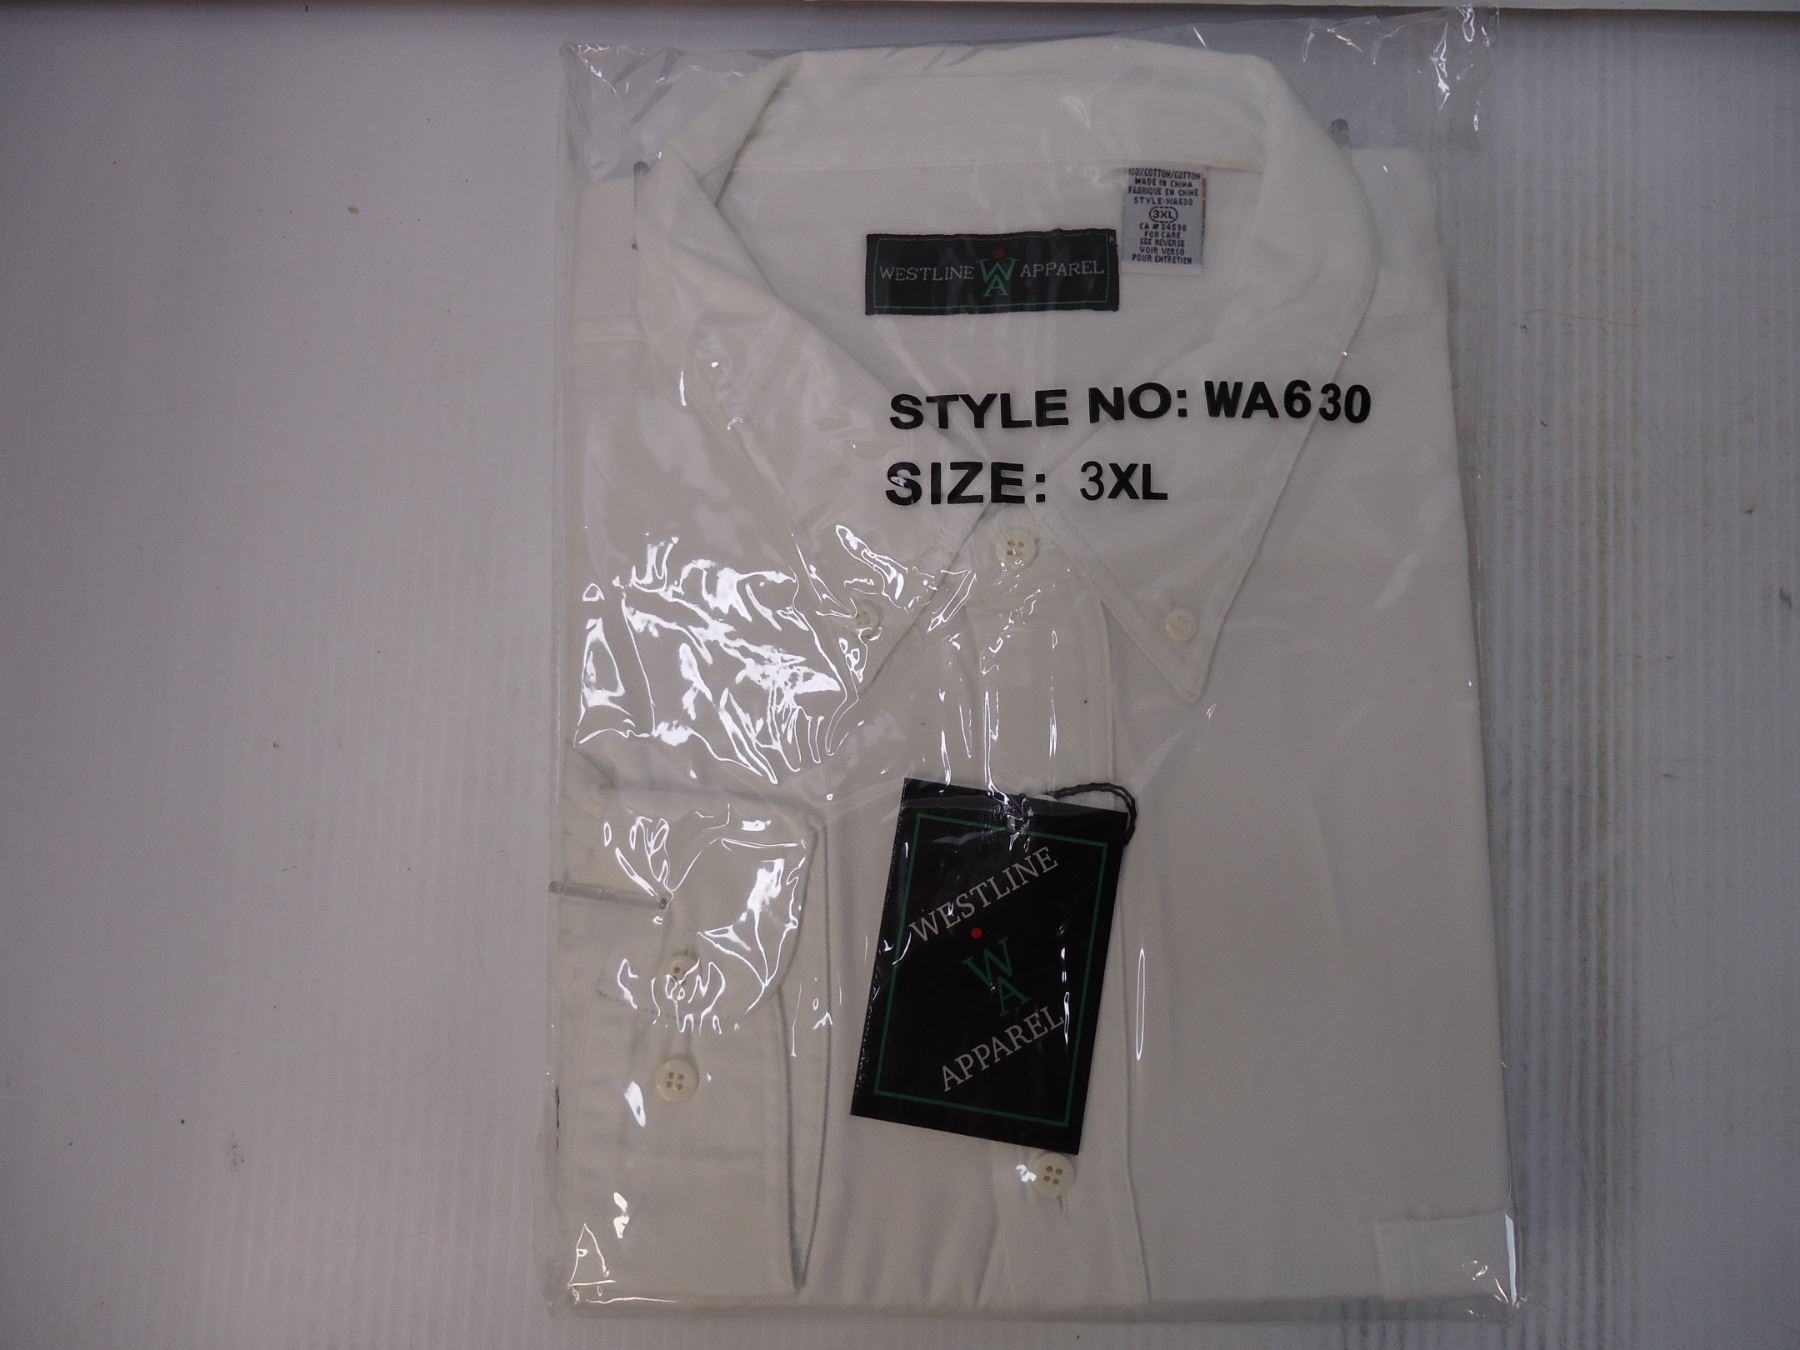 100% COTTON/COTTON
MADE IN CHINA
FABRIQUE EN CHINE
STYLE:WA630
3XL
CA # 34590
FOR CARE
SEE REVERSE
VOIR VERSO
POUR ENTRETIEN
WESTLINE WA APPAREL
STYLE NO: WA630
SIZE: 3XL
WESTLINE
WA
APPAREL